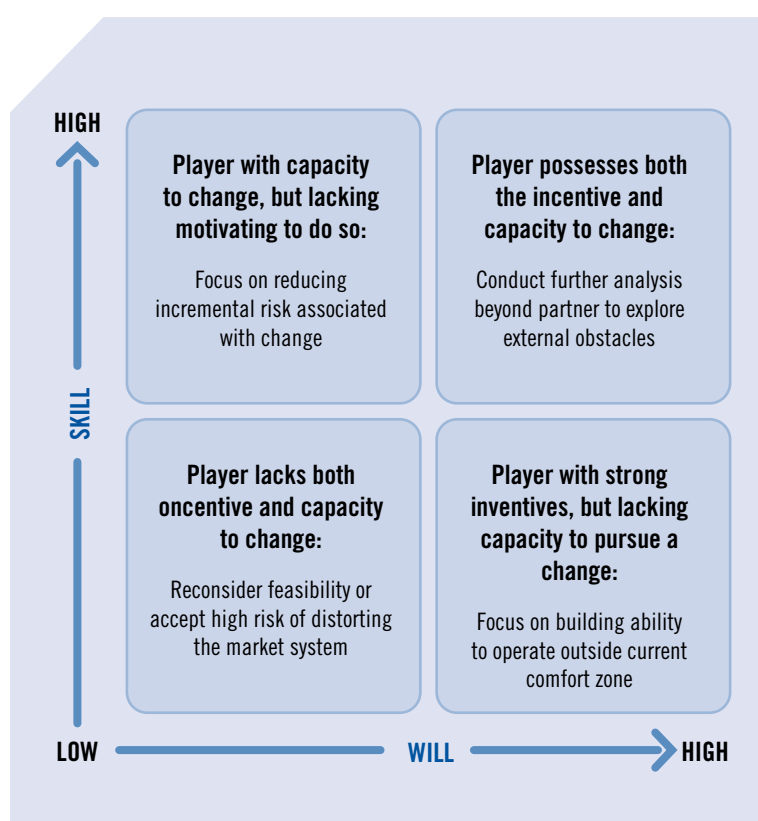 HIGH
Player with capacity
to change, but lacking
motivating to do so:
Focus on reducing
incremental risk associated
with change
Player possesses both
the incentive and
capacity to change:
Conduct further analysis
beyond partner to explore
external obstacles
SKILL
Player lacks both
oncentive and capacity
to change:
Reconsider feasibility or
accept high risk of distorting
the market system
Player with strong
inventives, but lacking
capacity to pursue a
change:
Focus on building ability
to operate outside current
comfort zone
LOW
WILL
HIGH